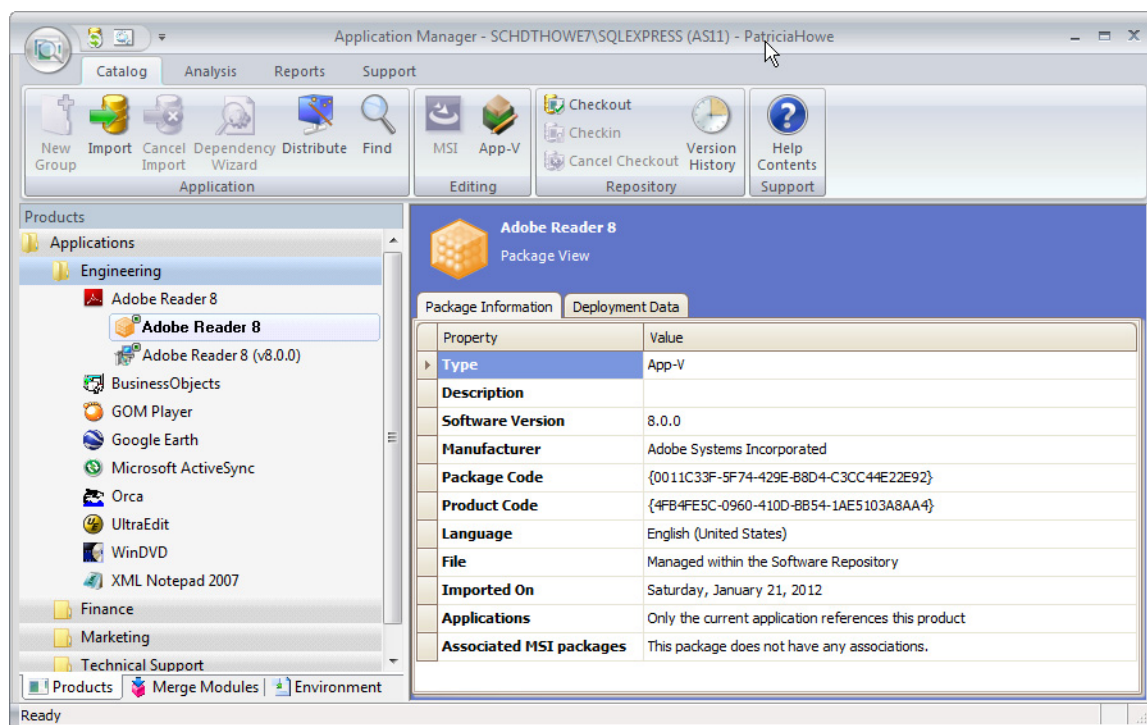 Application Manager - SCHDTHOWE7\SQLEXPRESS (AS11) - PatriciaHowe
Catalog Analysis Reports Support
New Group Import Cancel Import Dependency Wizard Distribute Find
Application
MSI App-V
Editing
Checkout
Checkin
Cancel Checkout
Version History
Repository
Help Contents
Support
Products
Applications
Engineering
Adobe Reader 8
Adobe Reader 8
Adobe Reader 8 (v8.0.0)
BusinessObjects
GOM Player
Google Earth
Microsoft ActiveSync
Orca
UltraEdit
WinDVD
XML Notepad 2007
Finance
Marketing
Technical Support
Products Merge Modules Environment
Adobe Reader 8
Package View
Package Information Deployment Data
Property Value
Type App-V
Description
Software Version 8.0.0
Manufacturer Adobe Systems Incorporated
Package Code {0011C33F-5F74-429E-B8D4-C3CC44E22E92}
Product Code {4FB4FE5C-0960-410D-BB54-1AE5103A8AA4}
Language English (United States)
File Managed within the Software Repository
Imported On Saturday, January 21, 2012
Applications Only the current application references this product
Associated MSI packages This package does not have any associations.
Ready